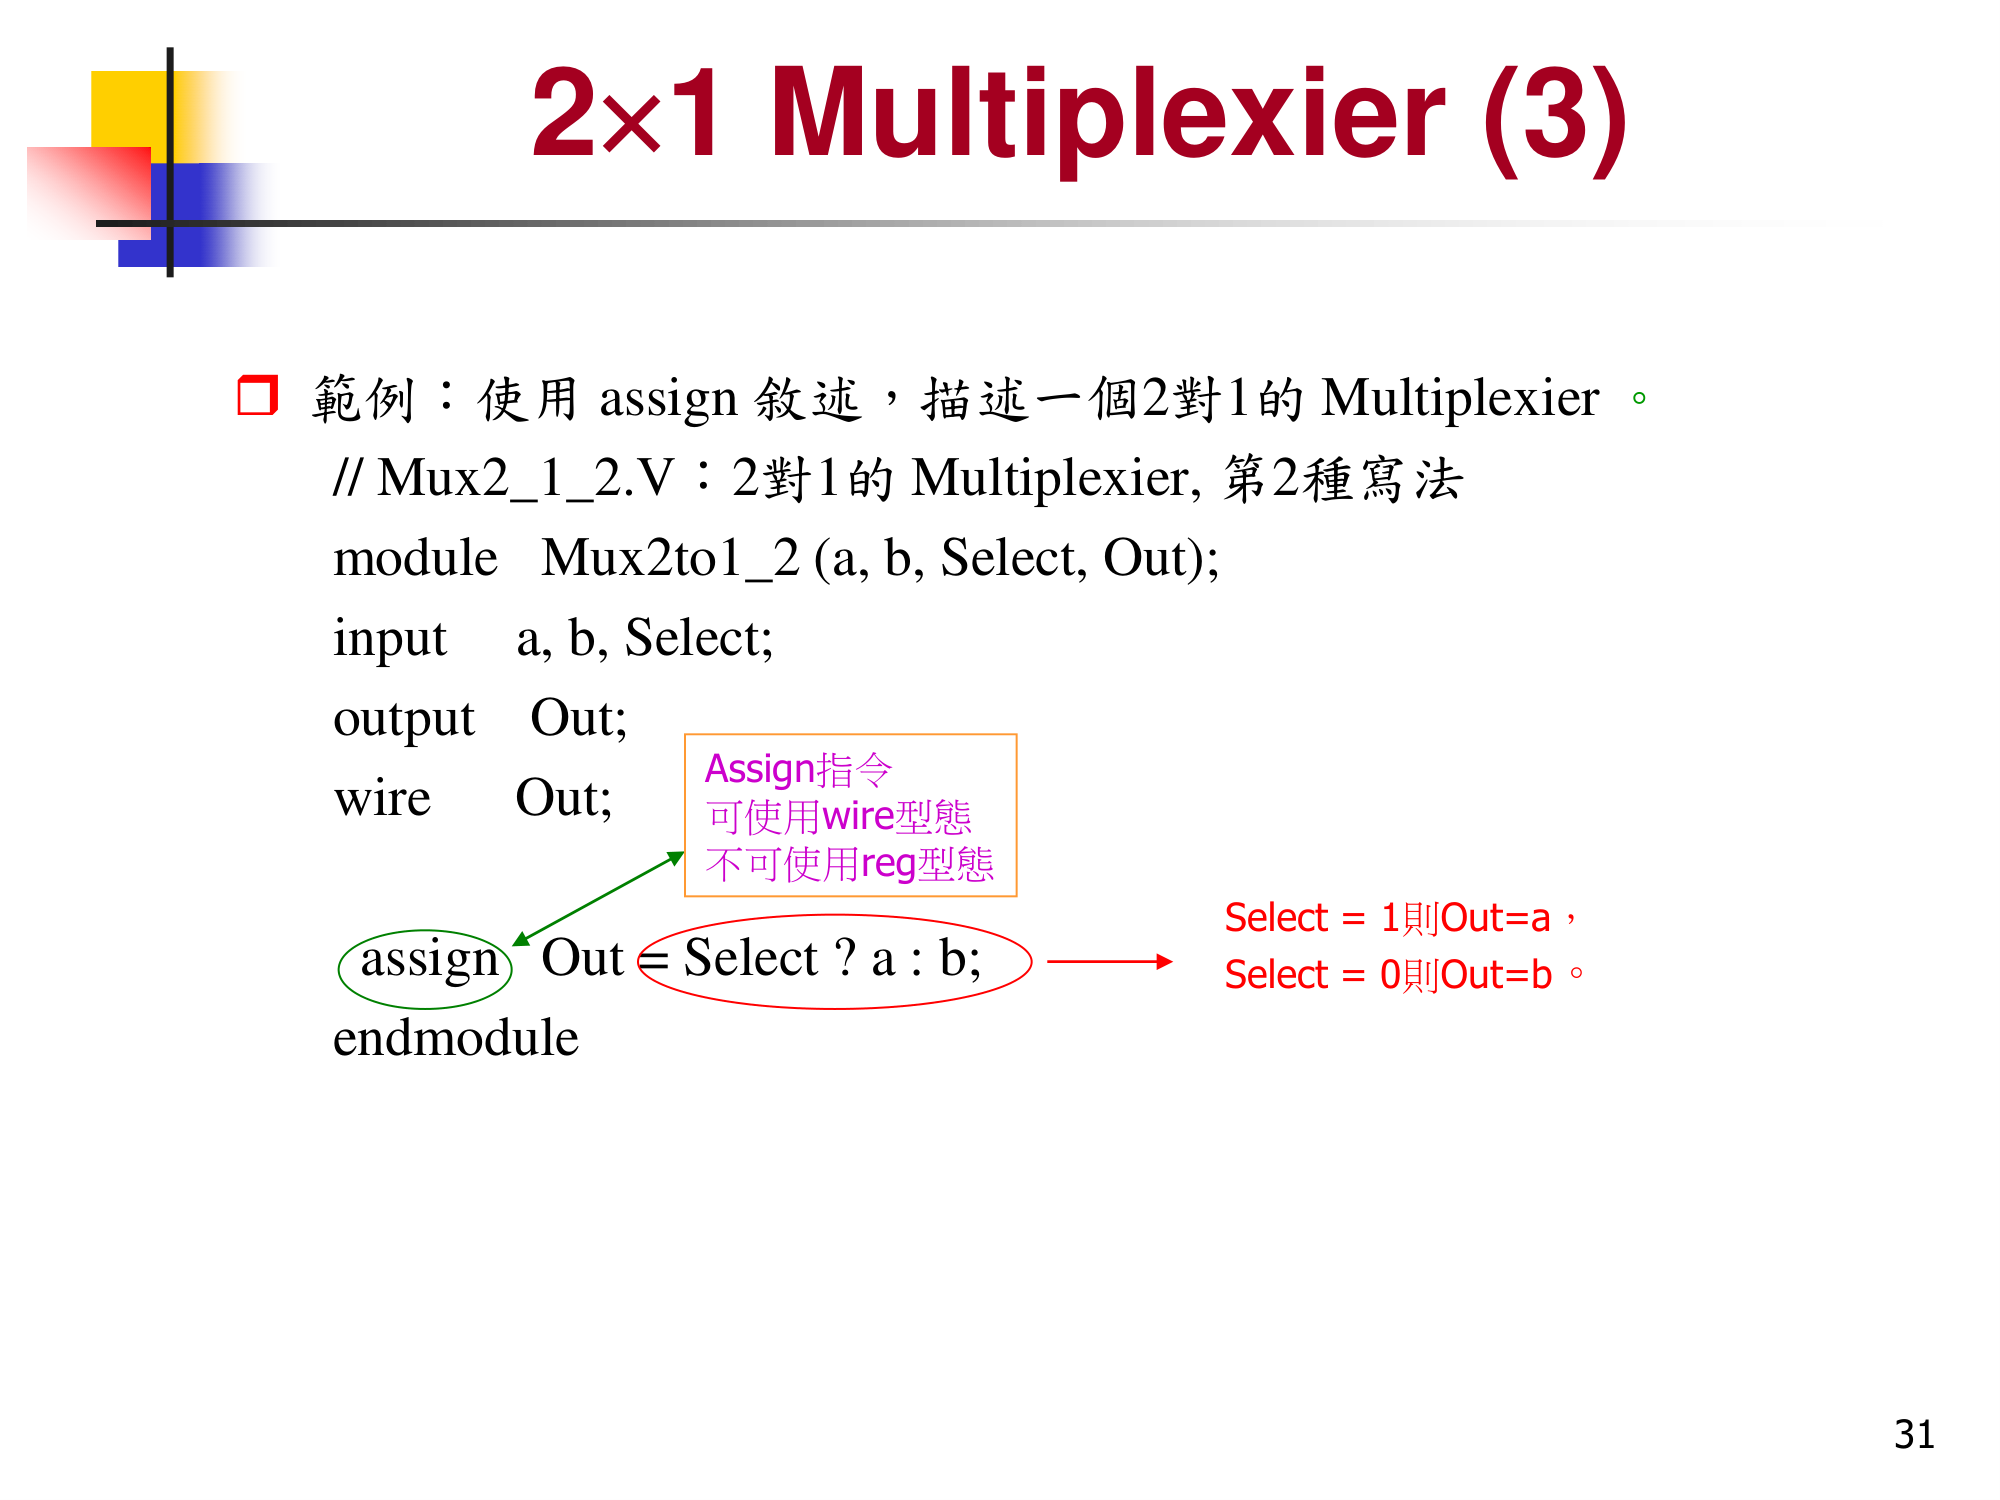 2×1 Multiplexier (3)
範例：使用 assign 敘述，描述一個2對1的 Multiplexier 。
// Mux2_1_2.V：2對1的 Multiplexier, 第2種寫法
module Mux2to1_2 (a, b, Select, Out);
input a, b, Select;
output Out;
wire Out;
Assign指令
可使用wire型態
不可使用reg型態
assign Out = Select ? a : b;
Select = 1則Out=a，
Select = 0則Out=b。
endmodule
31